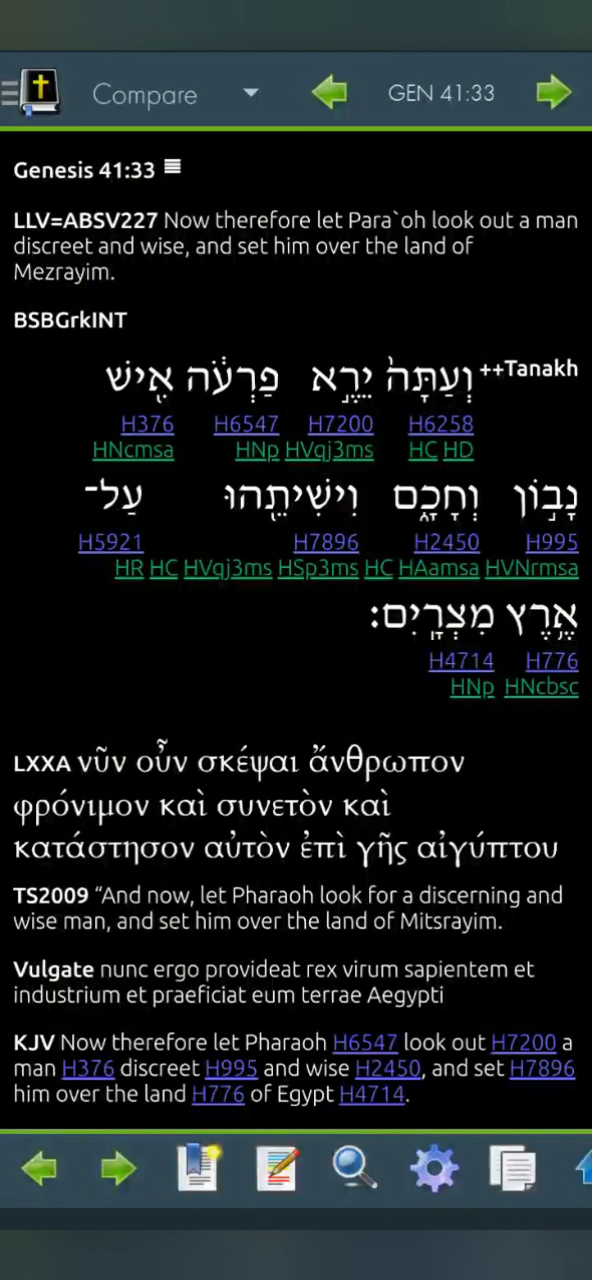 Compare
GEN 41:33
Genesis 41:33
LLV=ABSV227 Now therefore let Para`oh look out a man
discreet and wise, and set him over the land of
Mezrayim.
BSBGrkINT
++Tanakh וְעַתָּה֙ יֵרֶ֣א פַרְעֹ֔ה אִ֖ישׁ
H376 H6547 H7200 H6258
HNcmsa HNp HVqj3ms HC HD
נָב֣וֹן וְחָכָ֑ם וִישִׁיתֵ֖הוּ עַל־
H5921 H7896 H2450 H995
HR HC HVqj3ms HSp3ms HC HAamsa HVNrmsa
אֶ֥רֶץ מִצְרָֽיִם׃
H4714 H776
HNp HNcbsc
LXXA νῦν οὖν σκέψαι ἄνθρωπον
φρόνιμον καὶ συνετὸν καὶ
κατάστησον αὐτὸν ἐπὶ γῆς αἰγύπτου
TS2009 “And now, let Pharaoh look for a discerning and
wise man, and set him over the land of Mitsrayim.
Vulgate nunc ergo provideat rex virum sapientem et
industrium et praeficiat eum terrae Aegypti
KJV Now therefore let Pharaoh H6547 look out H7200 a
man H376 discreet H995 and wise H2450, and set H7896
him over the land H776 of Egypt H4714.